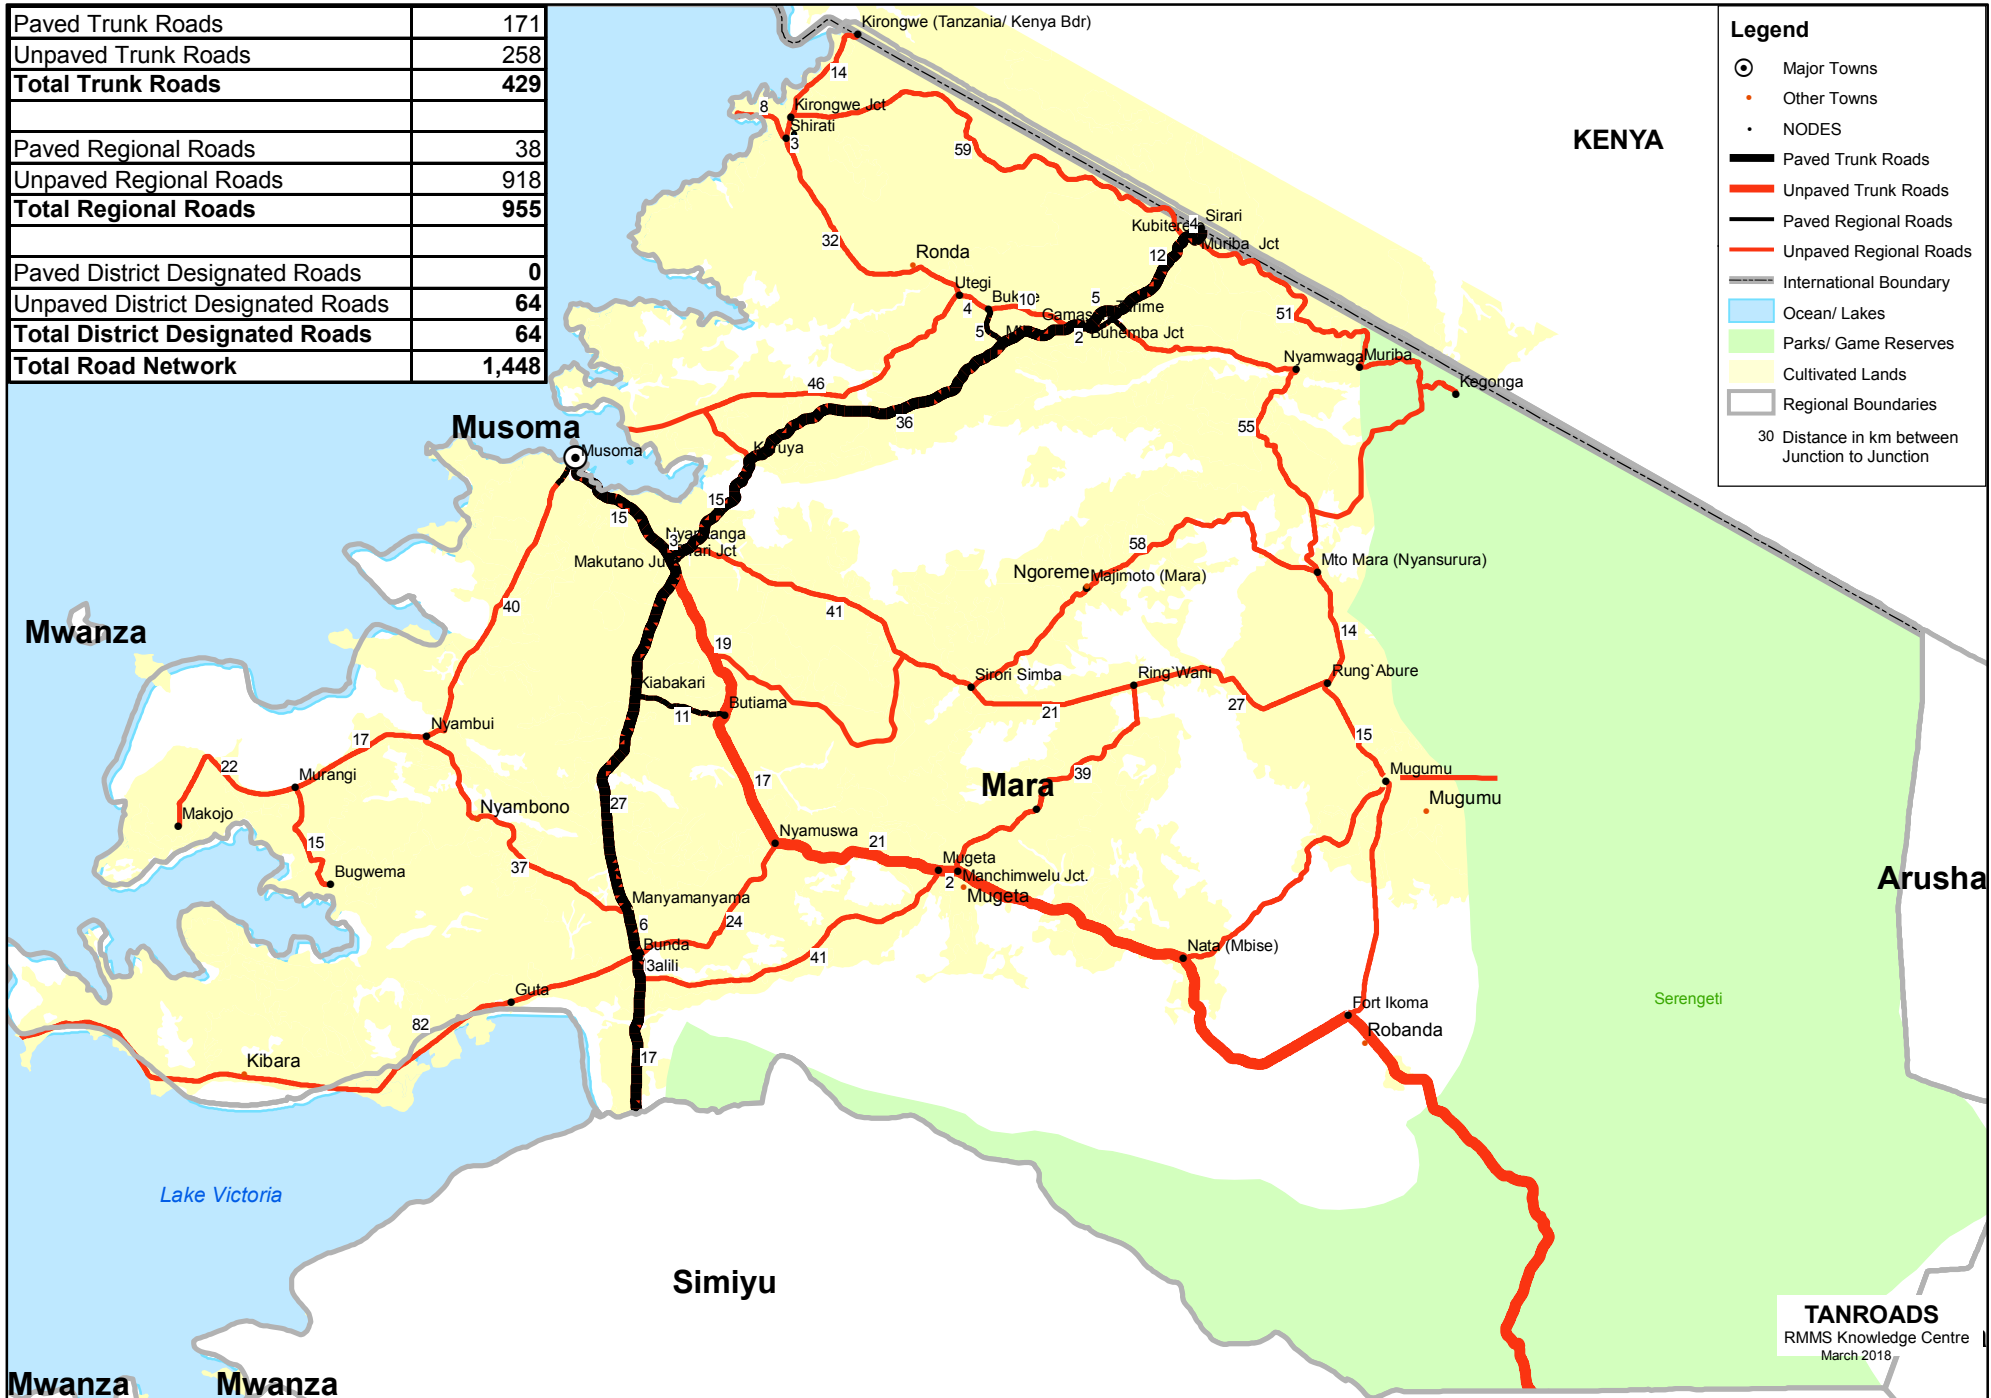 Paved Trunk Roads 171
Unpaved Trunk Roads 258
Total Trunk Roads 429
Paved Regional Roads 38
Unpaved Regional Roads 918
Total Regional Roads 955
Paved District Designated Roads 0
Unpaved District Designated Roads 64
Total District Designated Roads 64
Total Road Network 1,448
Legend
Major Towns
Other Towns
NODES
Paved Trunk Roads
Unpaved Trunk Roads
Paved Regional Roads
Unpaved Regional Roads
International Boundary
Ocean/ Lakes
Parks/ Game Reserves
Cultivated Lands
Regional Boundaries
30 Distance in km between
Junction to Junction
Kirongwe (Tanzania/ Kenya Bdr)
14
8
Kirongwe Jct
Shirati
3
59
KENYA
32
Ronda
Sirari
4
Muriba Jct
12
Utegi
4
10
5
5
2
Buhemba Jct
51
Nyamwaga
Muriba
Kegonga
46
36
55
Musoma
Musoma
15
15
3
58
Ngoreme
Majimoto (Mara)
Mto Mara (Nyansurura)
40
41
14
Mwanza
19
Kiabakari
11
Butiama
Sirori Simba
21
Ring`Wani
27
Rung`Abure
15
Nyambui
17
22
Murangi
Makojo
15
Bugwema
Nyambono
37
27
17
Mara
39
Mugumu
Mugumu
Nyamuswa
21
Mugeta
Manchimwelu Jct.
2
Mugeta
Arusha
Manyamanyama
6
24
Bunda
41
Nata (Mbise)
Guta
82
Kibara
17
Fort Ikoma
Robanda
Serengeti
Lake Victoria
Simiyu
Mwanza
Mwanza
TANROADS
RMMS Knowledge Centre
March 2018